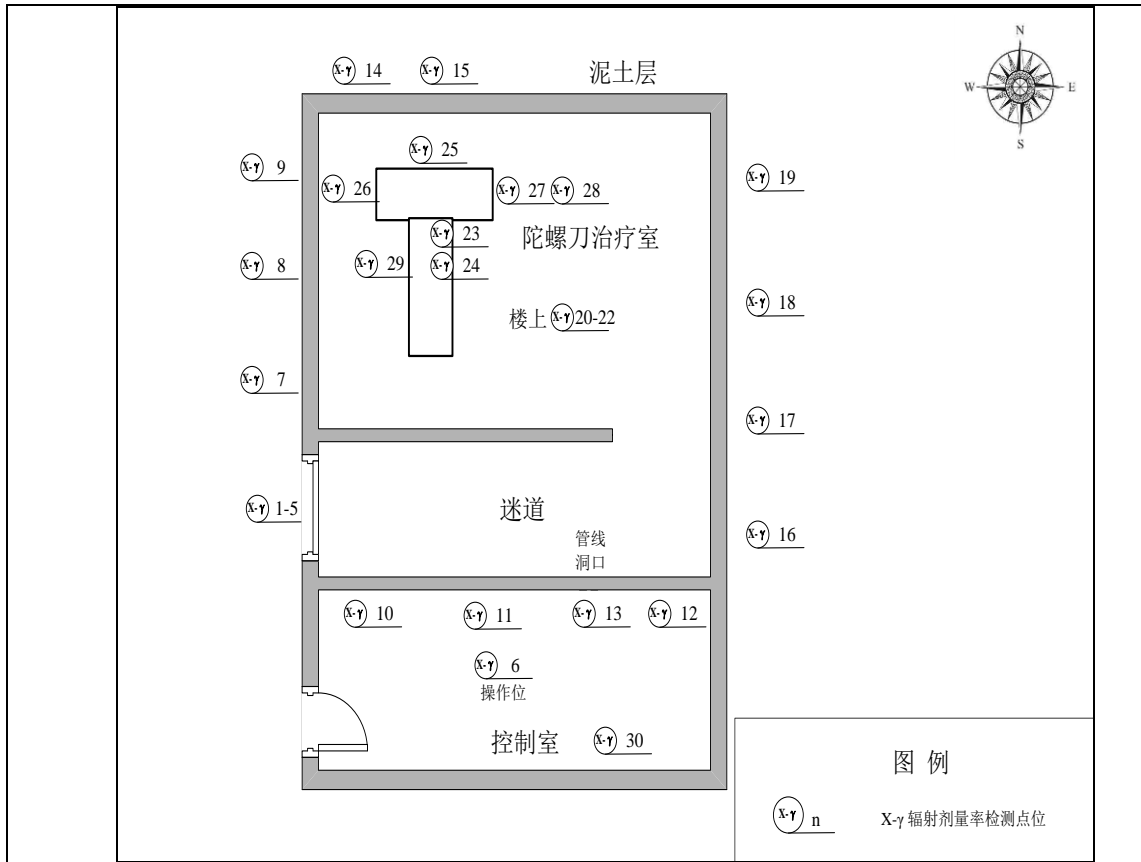 N
W E
S
X-γ 14 X-γ 15 泥土层
X-γ 9
X-γ 25
X-γ 26 X-γ 27 X-γ 28
X-γ 19
X-γ 23 陀螺刀治疗室
X-γ 8 X-γ 29 X-γ 24
楼上 X-γ 20-22
X-γ 18
X-γ 7
X-γ 17
X-γ 1-5 迷道
管线
洞口
X-γ 16
X-γ 10 X-γ 11 X-γ 13 X-γ 12
X-γ 6
操作位
控制室 X-γ 30
图 例
X-γ n X-γ 辐射剂量率检测点位